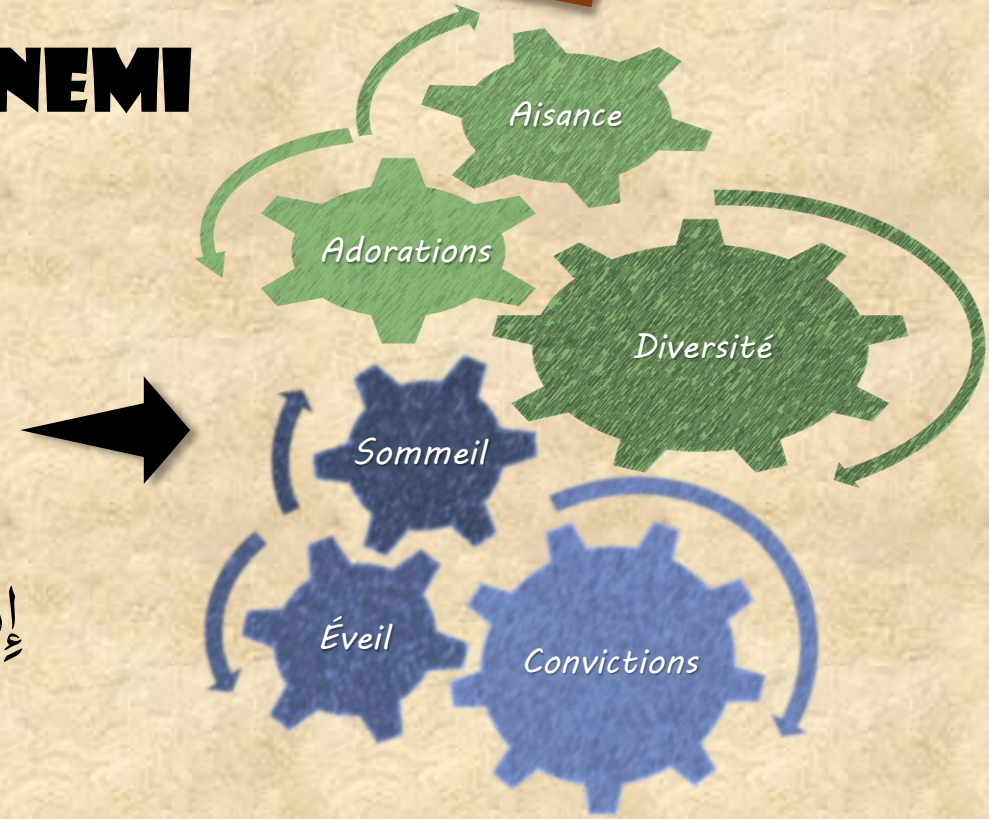 NEMI
Aisance
Adorations
Diversité
Sommeil
Éveil
Convictions